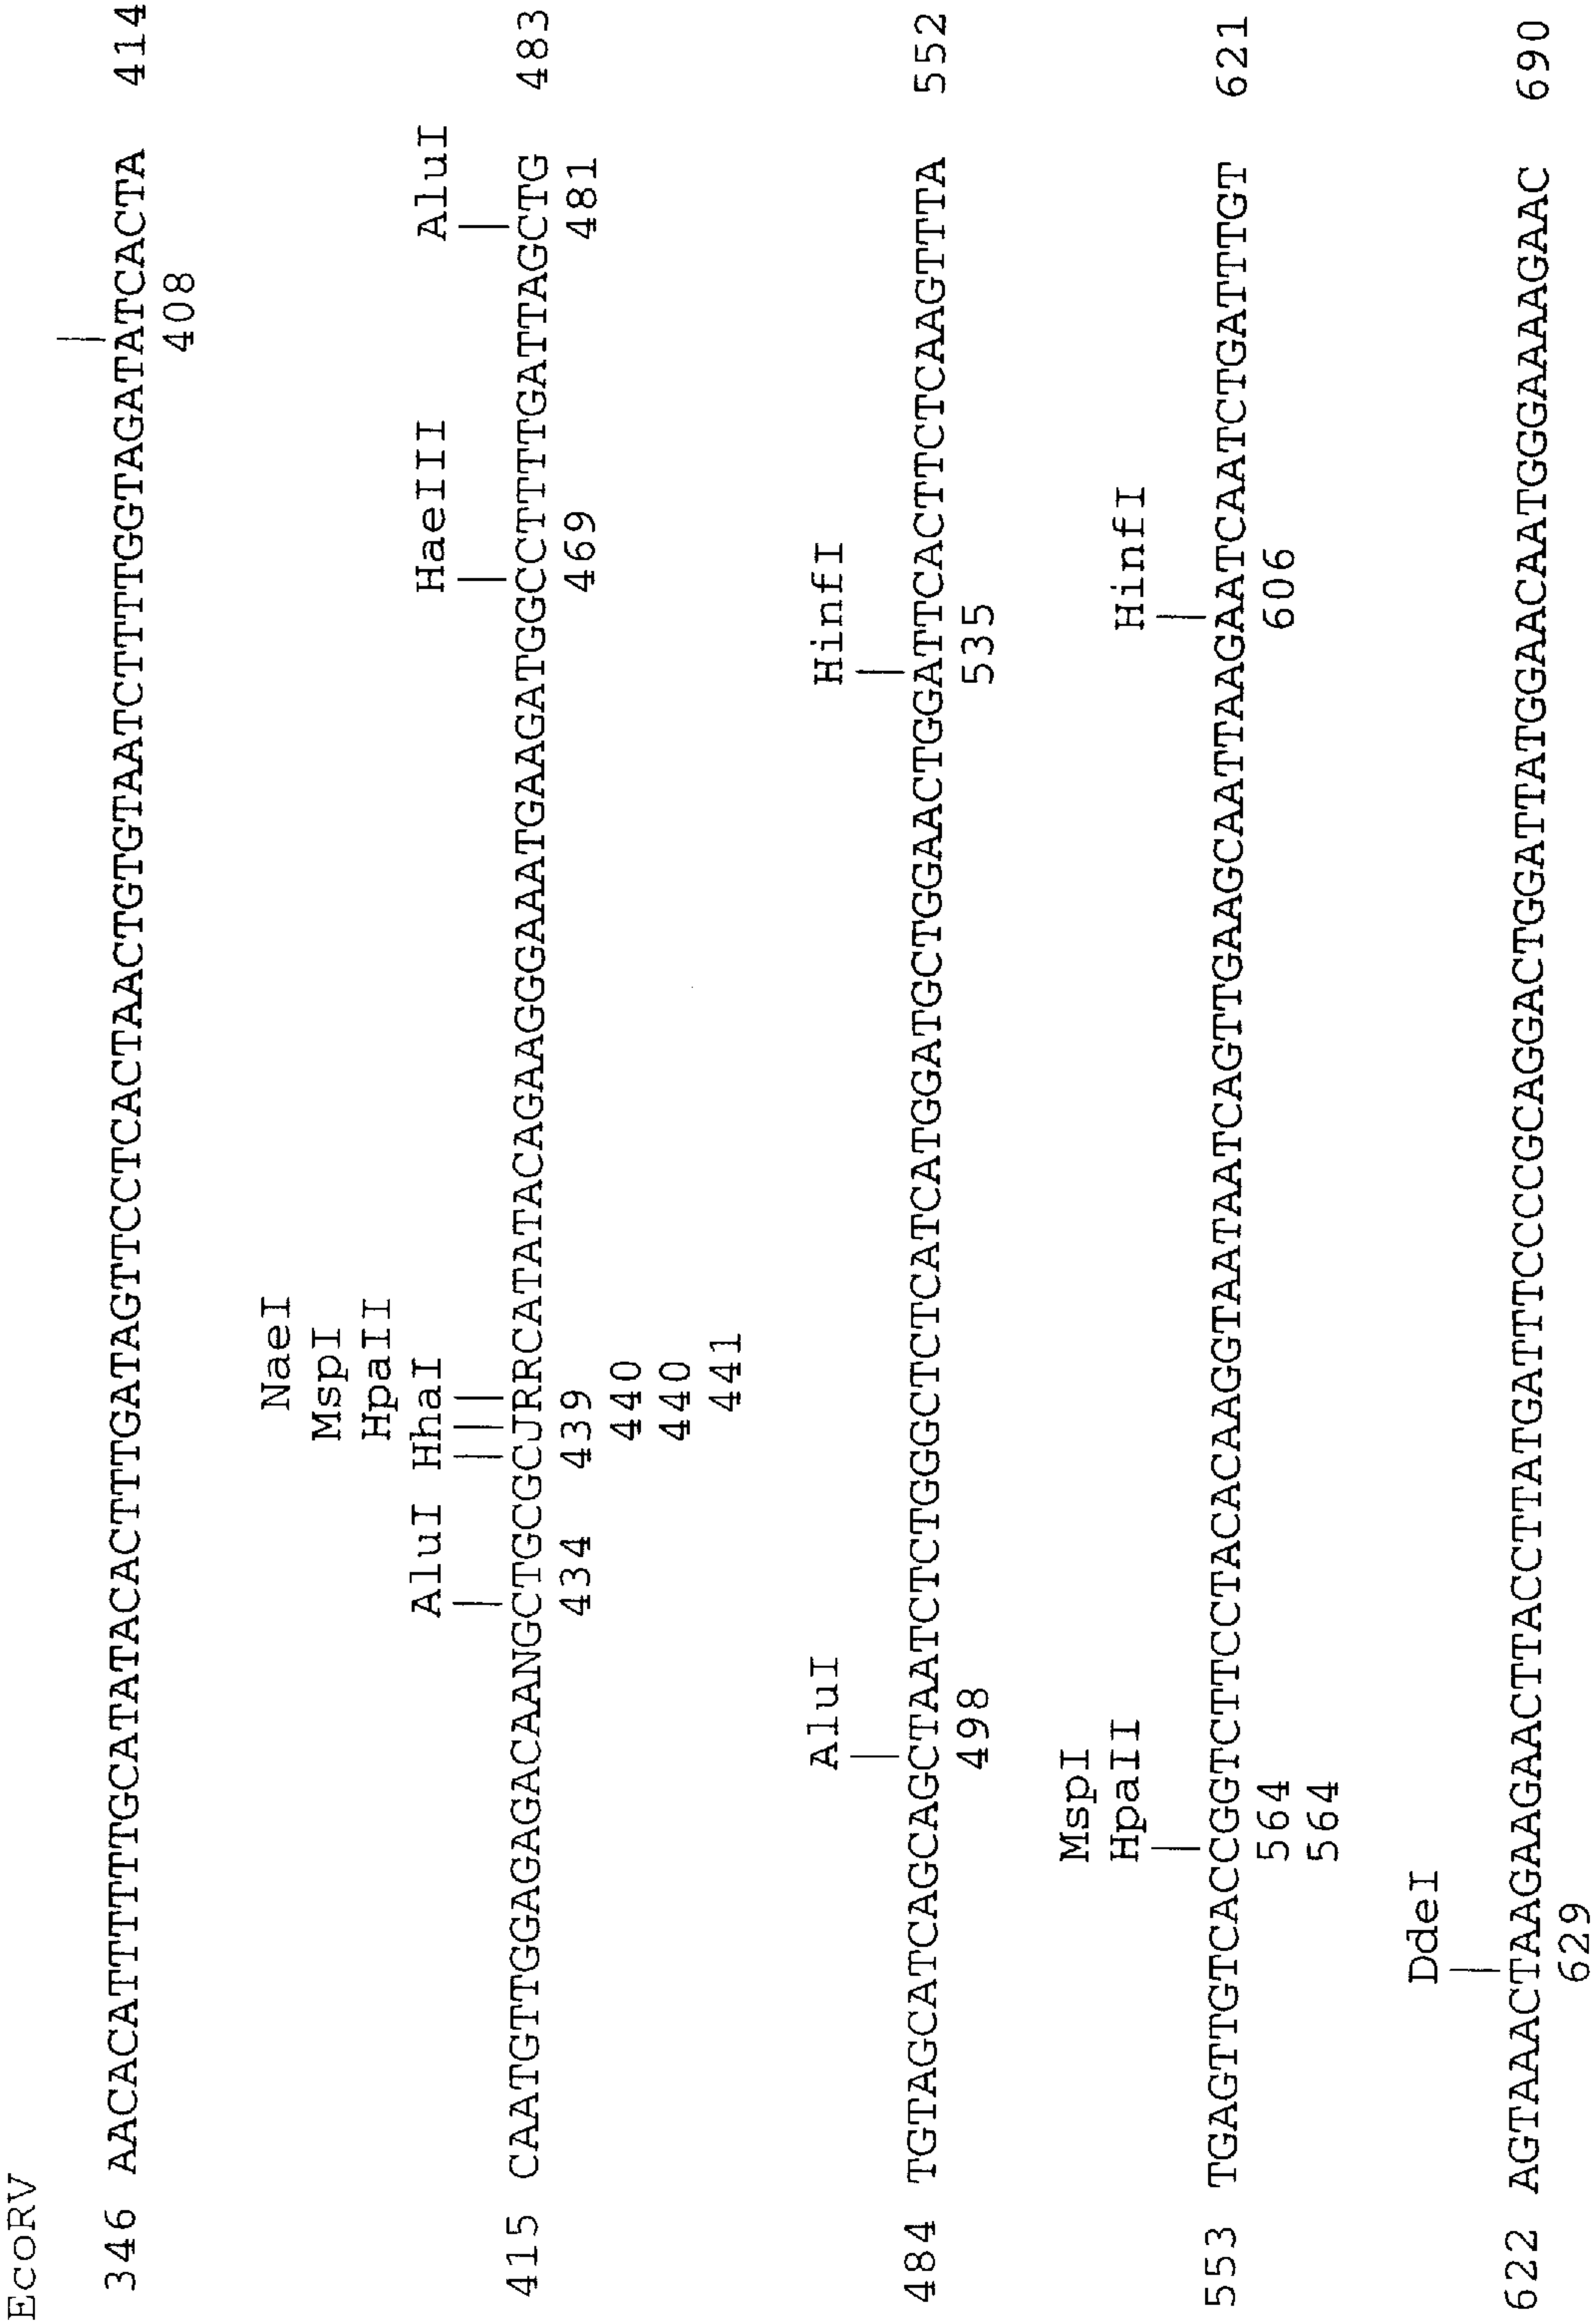 EcoRV
346 AACACATTTTTTGCATATACACTTTGATAGTTCCTCACTAACTGTGTAATCTTTTGGTAGATATCACTA 414
408
NaeI
MspI
HpaII
AluI HhaI HaeIII AluI
415 CAATGTTGGAGAGACAANGCTGCGCJRRCATATACAGAAGGGAAATGAAGATGGCCTTTTGATTAGCTG 483
434 439 469 481
440
440
441
AluI HinfI
484 TGTAGCATCAGCAGCTAATCTCTGGGCTCTCATCATGGATGCTGGAACTGGATTCACTTCTCAAGTTTA 552
498 535
MspI
HpaII HinfI
553 TGAGTTGTCACCGGTCTTCCTACACAAGGTAATAATCAGTTGAAGCAATTAAGAATCAATCTGATTTGT 621
564 606
564
DdeI
622 AGTAAACTAAGAAGAACTTACCTTATGATTTCCCCGCAGGACTGGATTATGGAACAATGGGAAAAGAAC 690
629